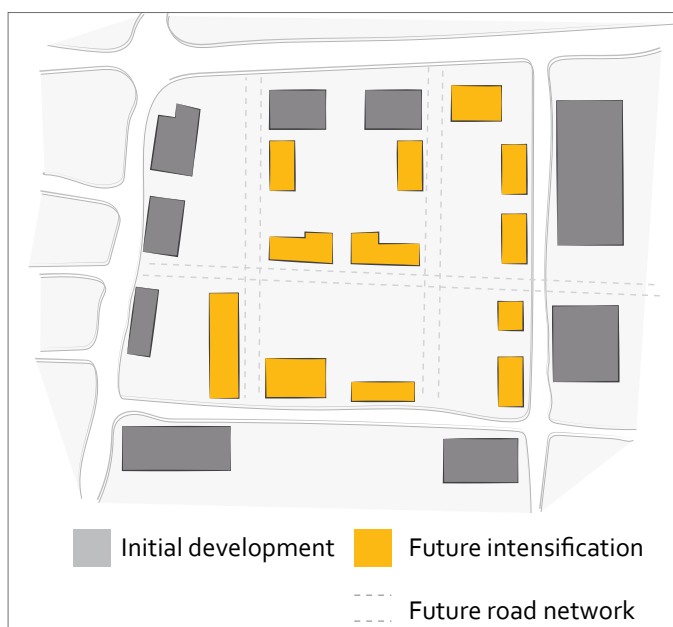 Initial development
Future intensification
Future road network